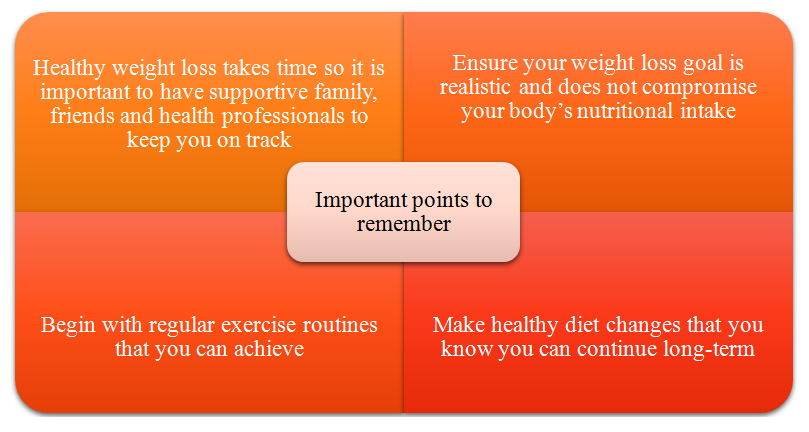 Healthy weight loss takes time so it is
important to have supportive family,
friends and health professionals to
keep you on track
Ensure your weight loss goal is
realistic and does not compromise
your body’s nutritional intake
Important points to
remember
Begin with regular exercise routines
that you can achieve
Make healthy diet changes that you
know you can continue long-term